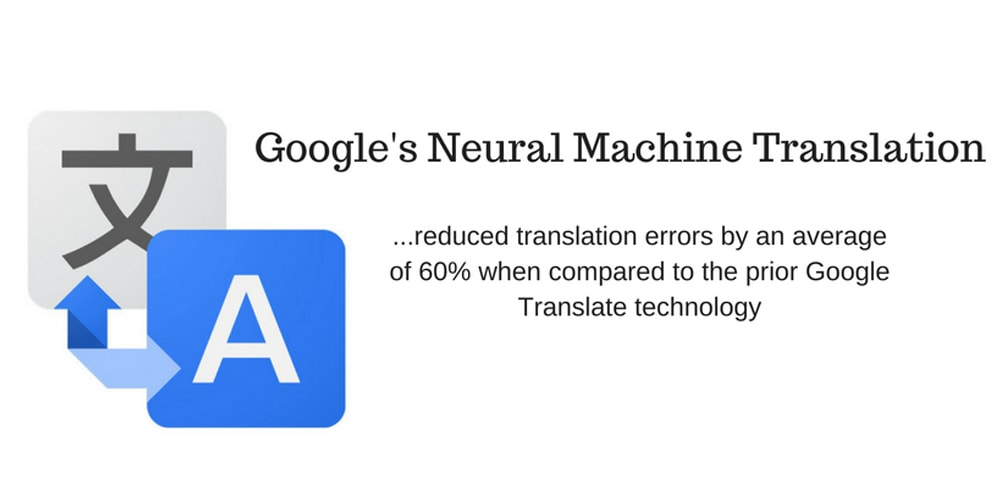 文
A
Google's Neural Machine Translation
...reduced translation errors by an average
of 60% when compared to the prior Google
Translate technology